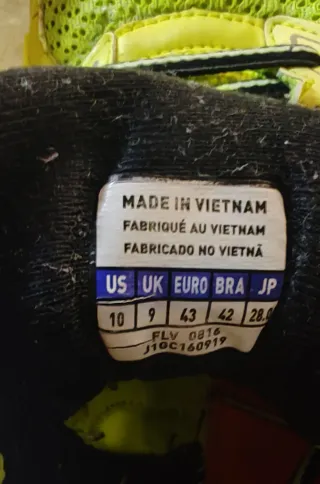 MADE IN VIETNAM
FABRIQUÉ AU VIETNAM
FABRICADO NO VIETNÃ
US UK EURO BRA JP
10 9 43 42 28.0
FLV 0816
J1GC160919